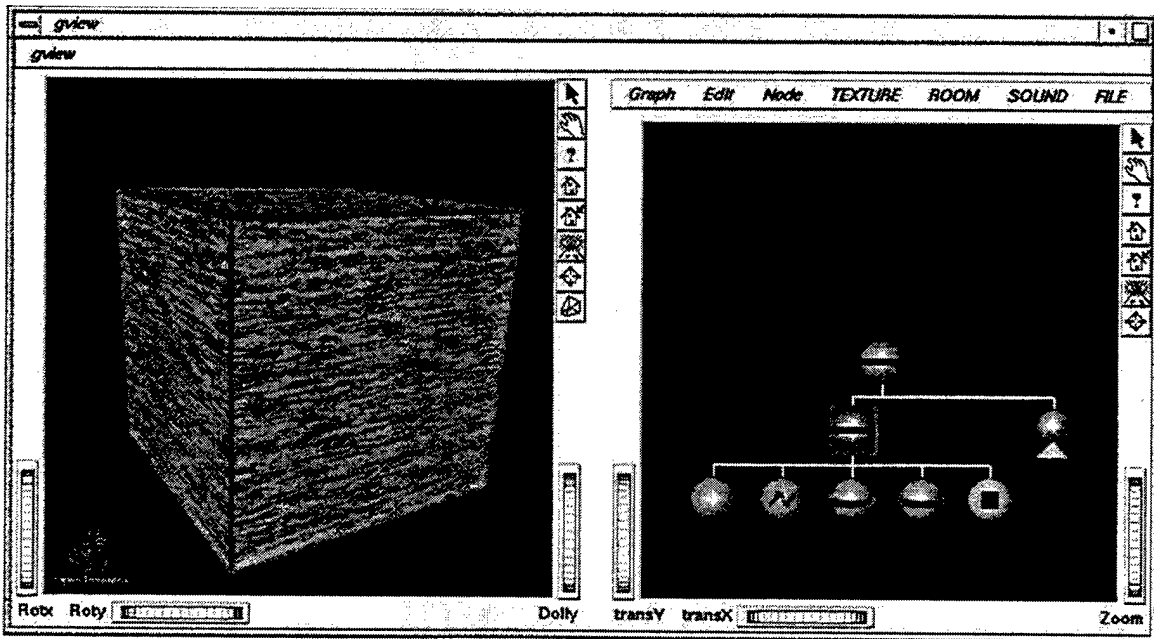 gview
gview
Graph Edit Node TEXTURE ROOM SOUND FILE
Rotx Roty Dolly transY transX Zoom